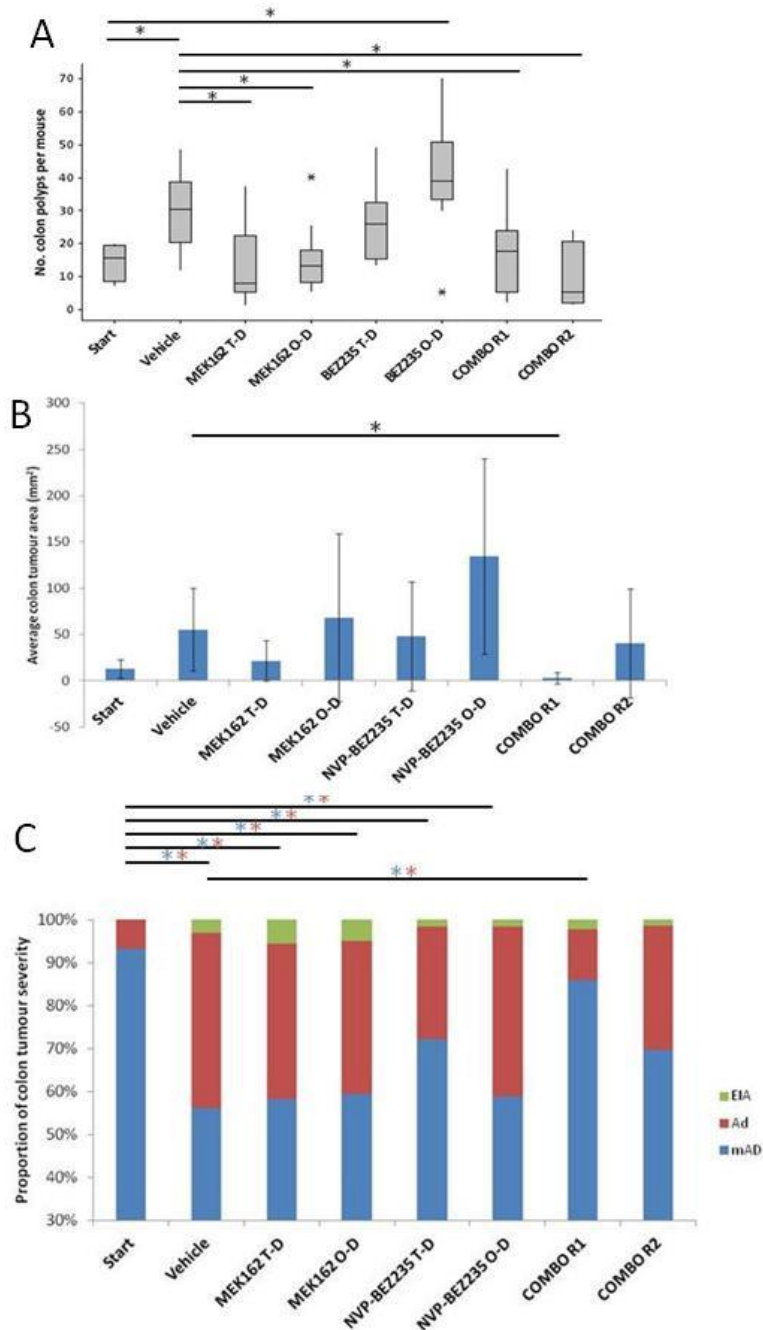 A
*
*
*
*
*
*
No. colon polyps per mouse
70
60
50
40
30
20
10
0
*
*
Start
Vehicle
MEK162 T-D
MEK162 O-D
BEZ235 T-D
BEZ235 O-D
COMBO R1
COMBO R2
B
*
Average colon tumour area (mm²)
300
250
200
150
100
50
0
-50
Start
Vehicle
MEK162 T-D
MEK162 O-D
NVP-BEZ235 T-D
NVP-BEZ235 O-D
COMBO R1
COMBO R2
C
**
**
**
**
**
**
Proportion of colon tumour severity
100%
90%
80%
70%
60%
50%
40%
30%
EIA
Ad
mAD
Start
Vehicle
MEK162 T-D
MEK162 O-D
NVP-BEZ235 T-D
NVP-BEZ235 O-D
COMBO R1
COMBO R2